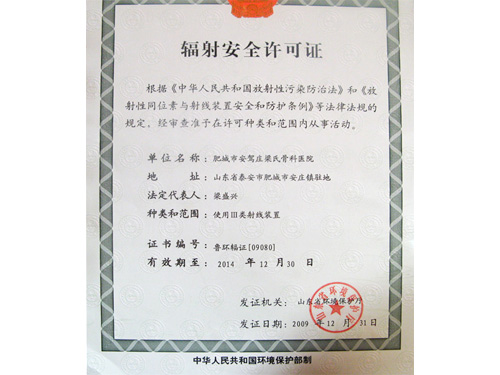 辐射安全许可证
根据《中华人民共和国放射性污染防治法》和《放
射性同位素与射线装置安全和防护条例》等法律法规的
规定，经审查准予在许可种类和范围内从事活动。
单位名称：肥城市安驾庄梁氏骨科医院
地 址：山东省泰安市肥城市安庄镇驻地
法定代表人：梁盛兴
种类和范围：使用Ⅲ类射线装置
证书编号：鲁环辐证[09080]
有效期至：2014 年 12 月 30 日
发证机关：山东省环境保护厅
发证日期：2009 年 12 月 31 日
中华人民共和国环境保护部制